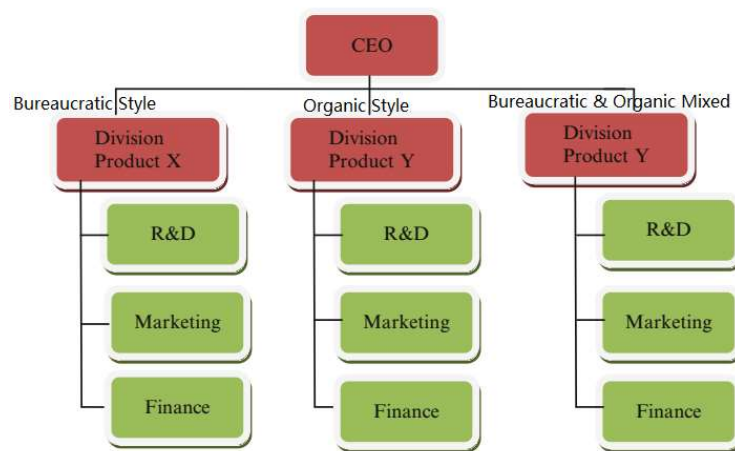 CEO
Bureaucratic Style
Organic Style
Bureaucratic & Organic Mixed
Division
Product X
Division
Product Y
Division
Product Y
R&D
R&D
R&D
Marketing
Marketing
Marketing
Finance
Finance
Finance